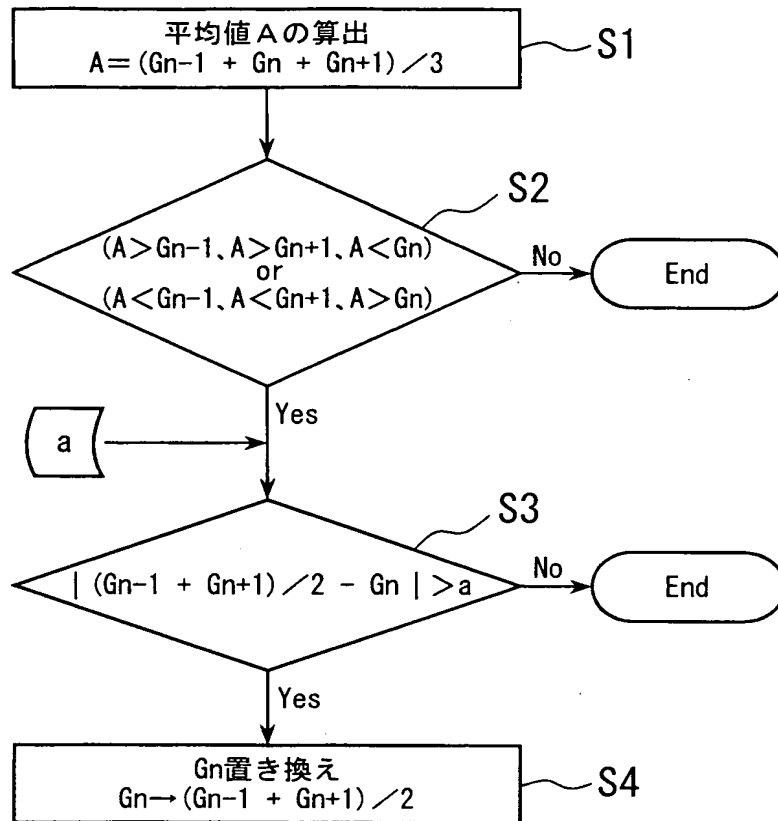 平均値Aの算出
A=(Gn-1 + Gn + Gn+1)/3
S1
S2
(A>Gn-1、A>Gn+1、A<Gn)
or
(A<Gn-1、A<Gn+1、A>Gn)
No
End
Yes
a
S3
| (Gn-1 + Gn+1)/2 - Gn | >a
No
End
Yes
Gn置き換え
Gn→(Gn-1 + Gn+1)/2
S4